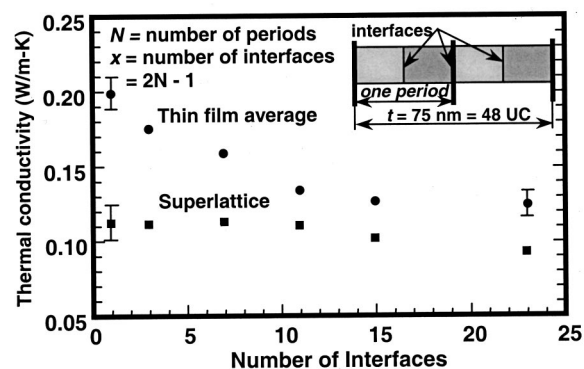 0.25
0.20
0.15
0.10
0.05
Thermal conductivity (W/m-K)
N = number of periods
x = number of interfaces
= 2N - 1
interfaces
one period
t = 75 nm = 48 UC
Thin film average
Superlattice
0 5 10 15 20 25
Number of Interfaces